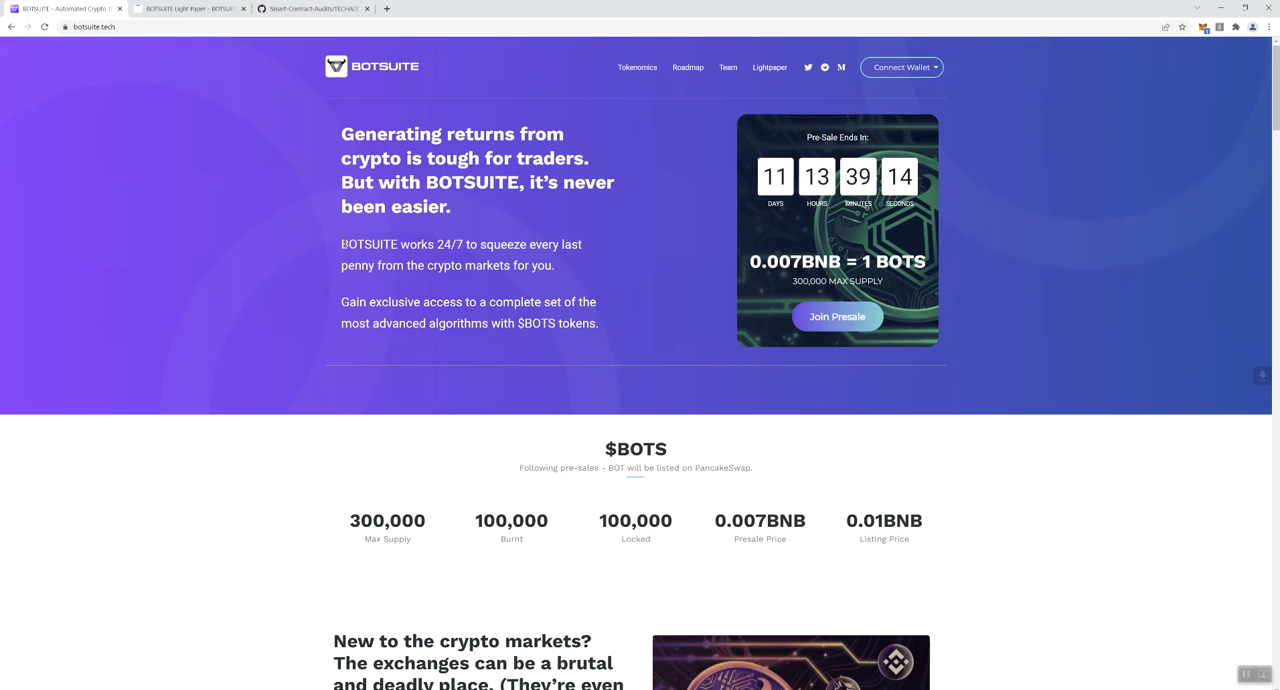 BOTSUITE - Automated Crypto T
BOTSUITE Light Paper - BOTSUIT
Smart-Contract-Audits/TECHALE
botsuite.tech
BOTSUITE
Tokenomics
Roadmap
Team
Lightpaper
Connect Wallet
Generating returns from
crypto is tough for traders.
But with BOTSUITE, it's never
been easier.
BOTSUITE works 24/7 to squeeze every last
penny from the crypto markets for you.
Gain exclusive access to a complete set of the
most advanced algorithms with $BOTS tokens.
Pre-Sale Ends In:
11 13 39 14
DAYS HOURS MINUTES SECONDS
0.007BNB = 1 BOTS
300,000 MAX SUPPLY
Join Presale
$BOTS
Following pre-sales - BOT will be listed on PancakeSwap.
300,000 100,000 100,000 0.007BNB 0.01BNB
Max Supply Burnt Locked Presale Price Listing Price
New to the crypto markets?
The exchanges can be a brutal
and deadly place. (They're even